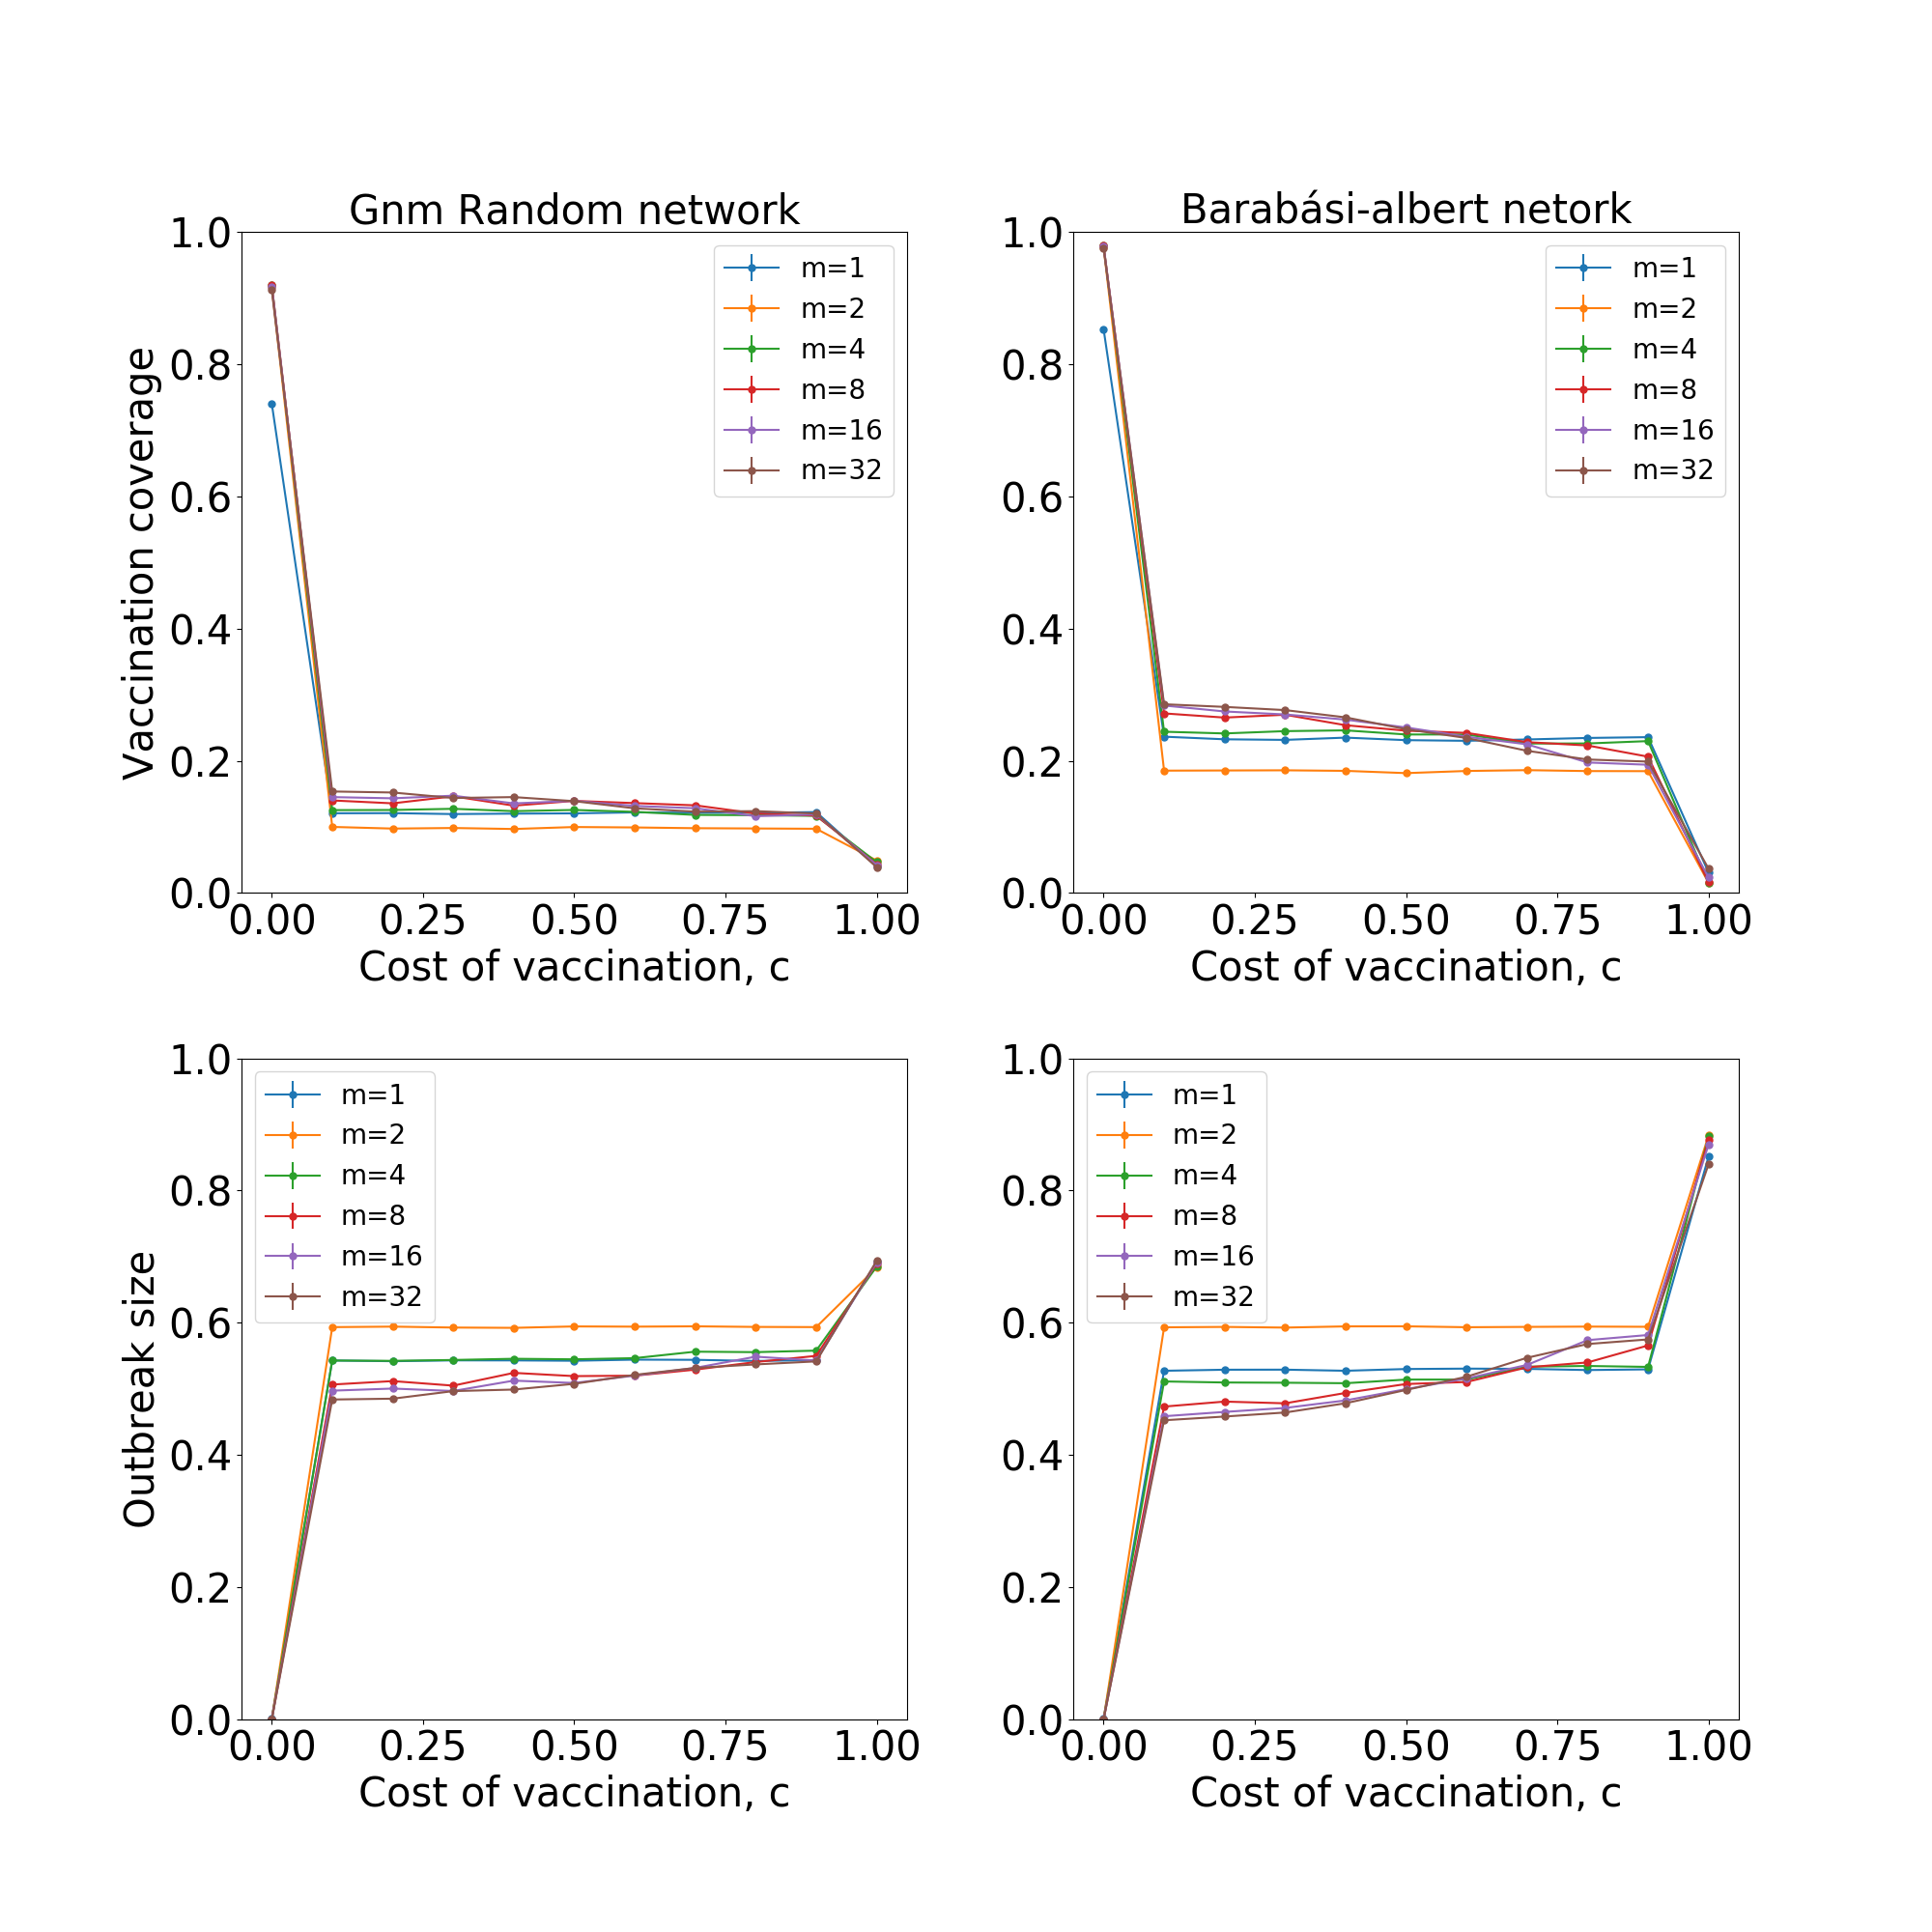 Gnm Random network
Vaccination coverage
1.0
0.8
0.6
0.4
0.2
0.0
m=1
m=2
m=4
m=8
m=16
m=32
0.00 0.25 0.50 0.75 1.00
Cost of vaccination, c
Barabási-albert netork
1.0
0.8
0.6
0.4
0.2
0.0
m=1
m=2
m=4
m=8
m=16
m=32
0.00 0.25 0.50 0.75 1.00
Cost of vaccination, c
Outbreak size
1.0
0.8
0.6
0.4
0.2
0.0
m=1
m=2
m=4
m=8
m=16
m=32
0.00 0.25 0.50 0.75 1.00
Cost of vaccination, c
1.0
0.8
0.6
0.4
0.2
0.0
m=1
m=2
m=4
m=8
m=16
m=32
0.00 0.25 0.50 0.75 1.00
Cost of vaccination, c